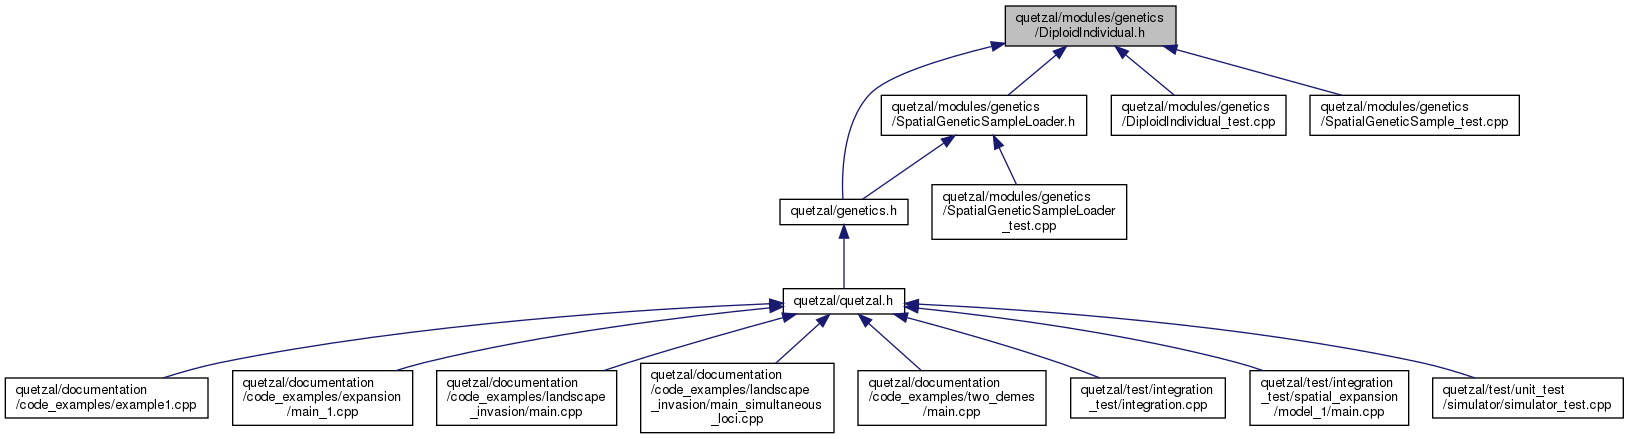 quetzal/modules/genetics
/DiploidIndividual.h
quetzal/modules/genetics
/SpatialGeneticSampleLoader.h
quetzal/modules/genetics
/DiploidIndividual_test.cpp
quetzal/modules/genetics
/SpatialGeneticSample_test.cpp
quetzal/genetics.h
quetzal/modules/genetics
/SpatialGeneticSampleLoader
_test.cpp
quetzal/quetzal.h
quetzal/documentation
/code_examples/example1.cpp
quetzal/documentation
/code_examples/expansion
/main_1.cpp
quetzal/documentation
/code_examples/landscape
_invasion/main.cpp
quetzal/documentation
/code_examples/landscape
_invasion/main_simultaneous
_loci.cpp
quetzal/documentation
/code_examples/two_demes
/main.cpp
quetzal/test/integration
_test/integration.cpp
quetzal/test/integration
_test/spatial_expansion
/model_1/main.cpp
quetzal/test/unit_test
/simulator/simulator_test.cpp